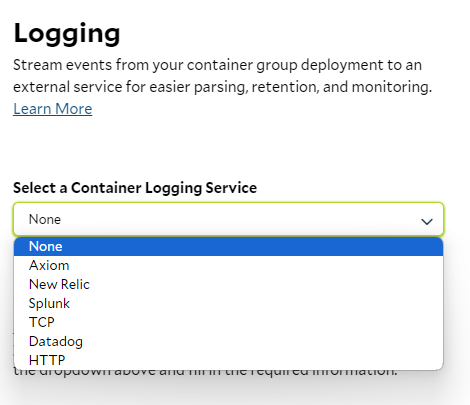 Logging
Stream events from your container group deployment to an
external service for easier parsing, retention, and monitoring.
Learn More
Select a Container Logging Service
None
None
Axiom
New Relic
Splunk
TCP
Datadog
HTTP
the dropdown above and fill in the required information.